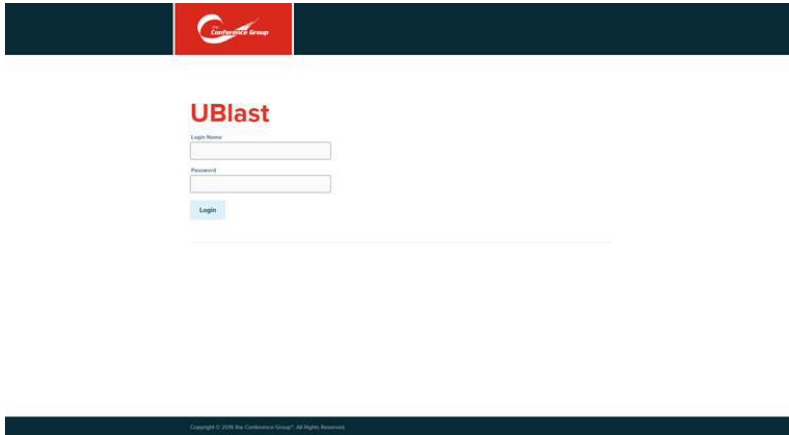 the
Conference Group
UBlast
Login Name
Password
Login
Copyright © 2016 the Conference Group®. All Rights Reserved.